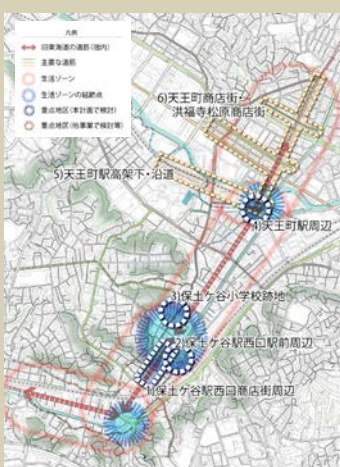 凡例
旧東海道の道筋(宿内)
主要な道筋
生活ゾーン
生活ゾーンの結節点
重点地区(本計画で検討)
重点地区(他事業で検討等)
6)天王町商店街・
洪福寺松原商店街
5)天王町駅高架下・沿道
4)天王町駅周辺
3)保土ケ谷小学校跡地
2)保土ケ谷駅西口駅前周辺
1)保土ケ谷駅西口商店街周辺